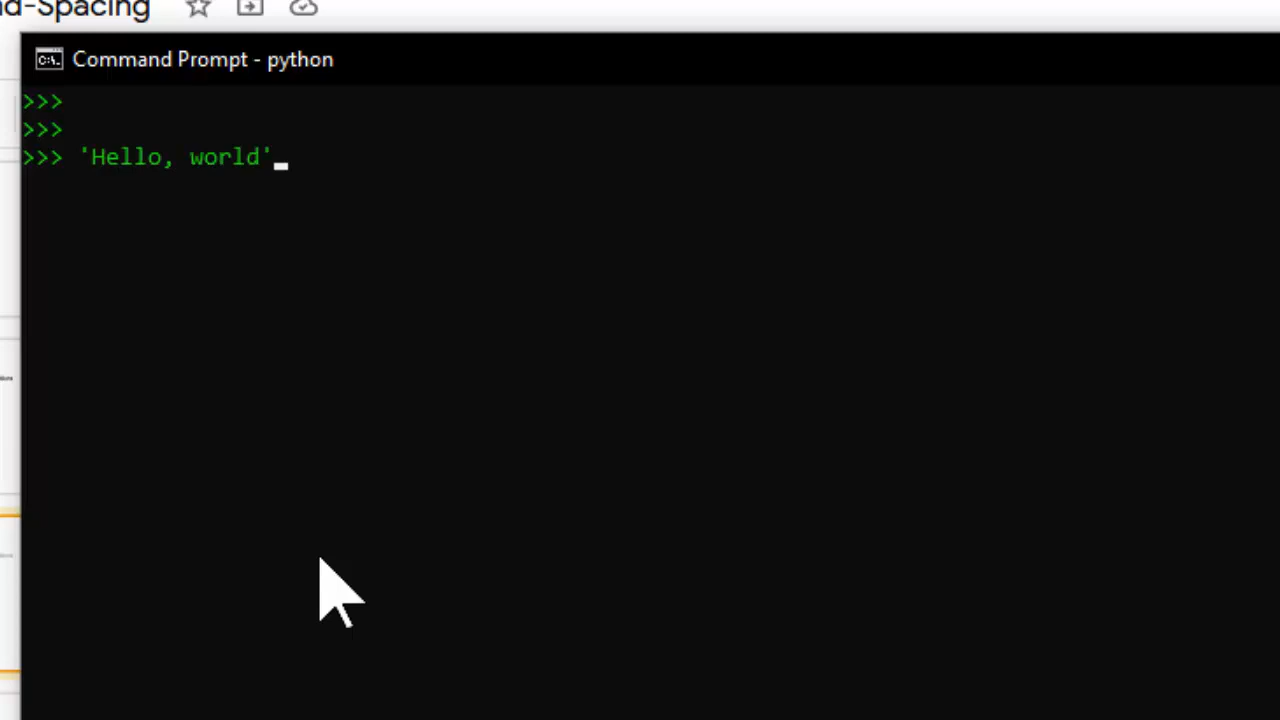 d-Spacing
Command Prompt - python
>>>
>>>
>>> 'Hello, world'